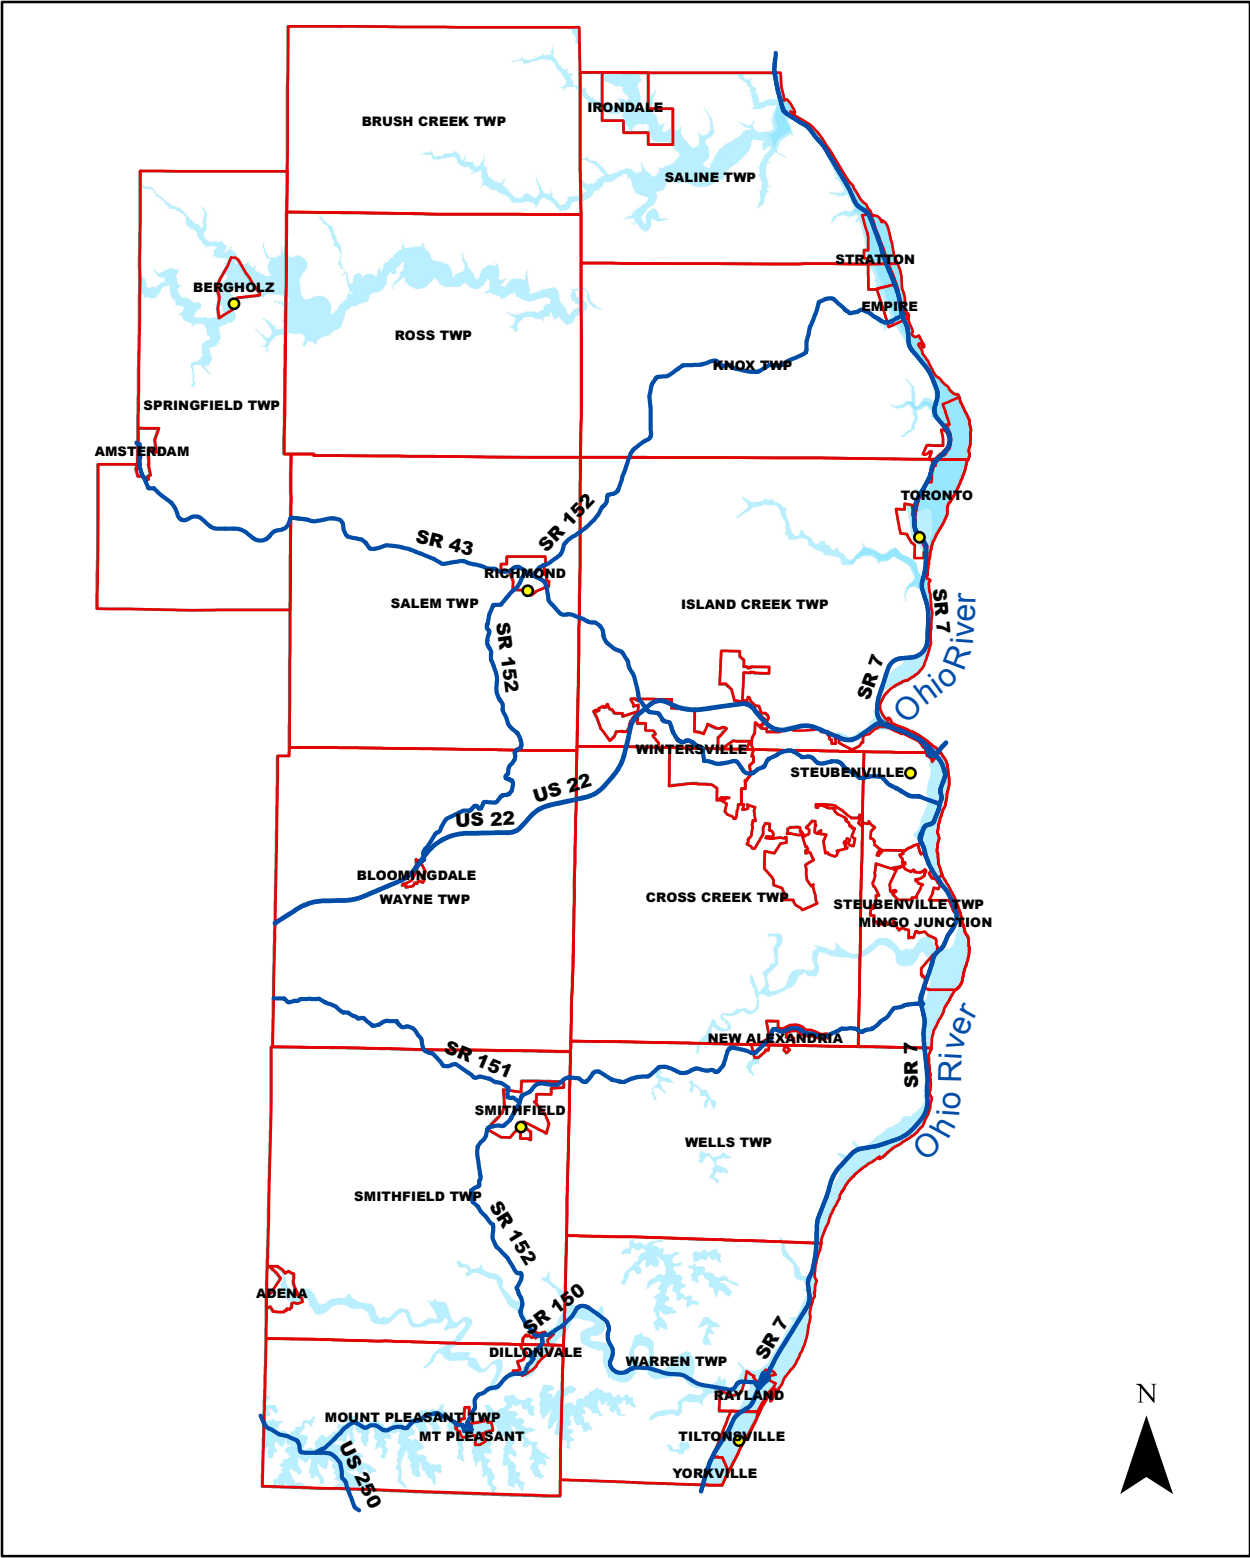 IRONDALE
BRUSH CREEK TWP
SALINE TWP
STRATTON
BERGHOLZ
EMPIRE
ROSS TWP
KNOX TWP
SPRINGFIELD TWP
AMSTERDAM
TORONTO
SR 152
SR 43
RICHMOND
SALEM TWP
ISLAND CREEK TWP
SR 7
Ohio River
SR 152
SR 7
WINTERSVILLE
STEUBENVILLE
US 22
US 22
BLOOMINGDALE
WAYNE TWP
CROSS CREEK TWP
STEUBENVILLE TWP
MINGO JUNCTION
NEW ALEXANDRIA
SR 151
SR 7
Ohio River
SMITHFIELD
WELLS TWP
SMITHFIELD TWP
SR 152
ADENA
SR 150
SR 7
DILLONVALE
WARREN TWP
RAYLAND
N
MOUNT PLEASANT TWP
MT PLEASANT
TILTONSVILLE
YORKVILLE
US 250